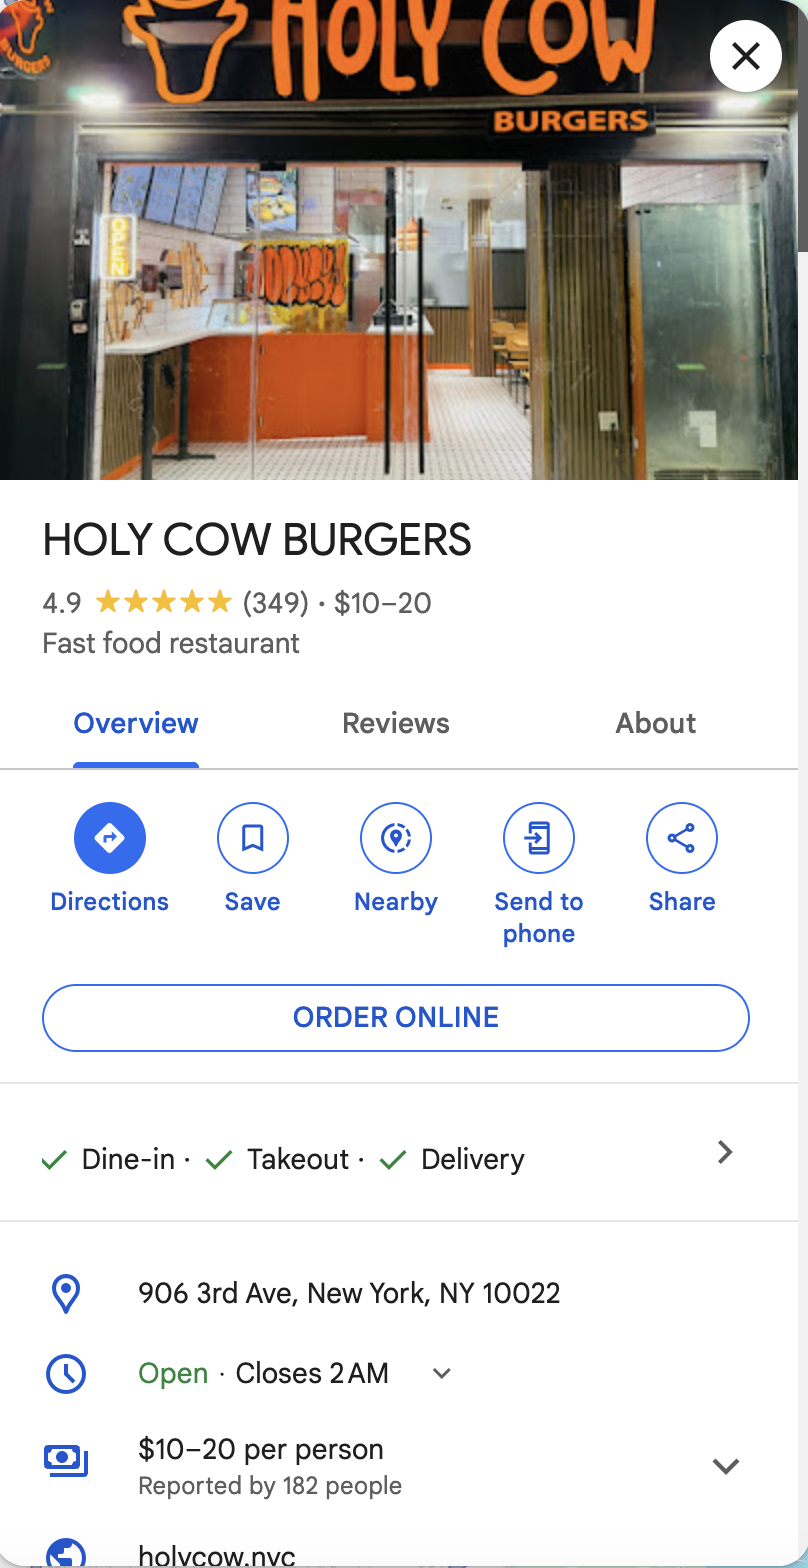 HOLY COW
BURGERS
BURGERS
OPEN
HOLY COW BURGERS
4.9 ★★★★★ (349) · $10–20
Fast food restaurant
Overview Reviews About
Directions Save Nearby Send to phone Share
ORDER ONLINE
✓ Dine-in · ✓ Takeout · ✓ Delivery
906 3rd Ave, New York, NY 10022
Open · Closes 2 AM
$10–20 per person
Reported by 182 people
holycow.nyc